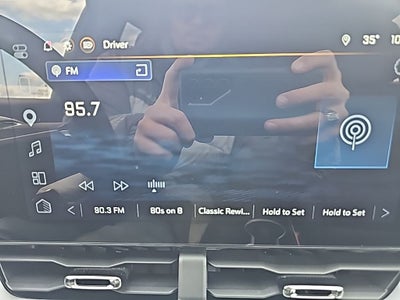 Driver
35°
FM
95.7
90.3 FM
80s on 8
Classic Rewi...
Hold to Set
Hold to Set